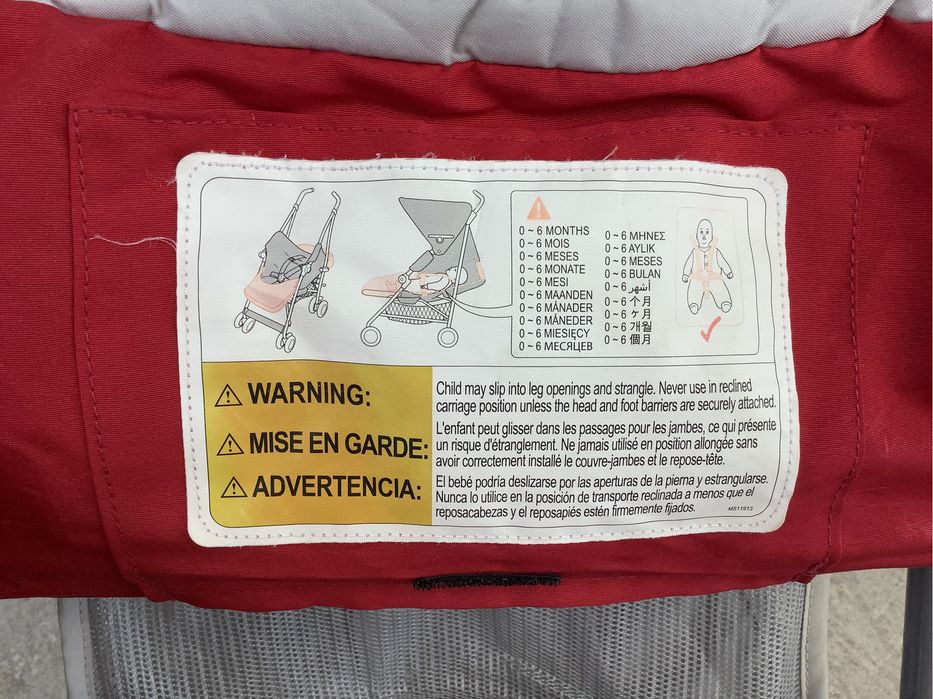 0 ~ 6 MONTHS
0 ~ 6 MOIS
0 ~ 6 MESES
0 ~ 6 MONATE
0 ~ 6 MESI
0 ~ 6 MAANDEN
0 ~ 6 MÅNADER
0 ~ 6 MÅNEDER
0 ~ 6 MIESIĘCY
0 ~ 6 МЕСЯЦЕВ
0 ~ 6 ΜΗΝΕΣ
0 ~ 6 AYLIK
0 ~ 6 MESES
0 ~ 6 BULAN
0 ~ 6 أشهر
0 ~ 6 个月
0 ~ 6 ヶ月
0 ~ 6 개월
0 ~ 6 個月
WARNING:
Child may slip into leg openings and strangle. Never use in reclined
carriage position unless the head and foot barriers are securely attached.
MISE EN GARDE:
L'enfant peut glisser dans les passages pour les jambes, ce qui présente
un risque d'étranglement. Ne jamais utilisé en position allongée sans
avoir correctement installé le couvre-jambes et le repose-tête.
ADVERTENCIA:
El bebé podría deslizarse por las aperturas de la pierna y estrangularse.
Nunca lo utilice en la posición de transporte reclinada a menos que el
reposacabezas y el reposapiés estén firmemente fijados.
MS11913